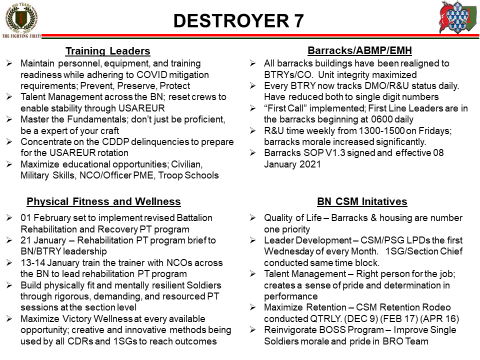 DESTROYER 7
THE FIGHTING FIRST
Training Leaders
Maintain personnel, equipment, and training
readiness while adhering to COVID mitigation
requirements; Prevent, Preserve, Protect
Talent Management across the BN; reset crews to
enable stability through USAREUR
Master the Fundamentals; don't just be proficient,
be a expert of your craft
Concentrate on the CDDP delinquencies to prepare
for the USAREUR rotation
Maximize educational opportunities; Civilian,
Military Skills, NCO/Officer PME, Troop Schools
Barracks/ABMP/EMH
All barracks buildings have been realigned to
BTRYs/CO. Unit integrity maximized
Every BTRY now tracks DMO/R&U status daily.
Have reduced both to single digit numbers
"First Call" implemented; First Line Leaders are in
the barracks beginning at 0600 daily
R&U time weekly from 1300-1500 on Fridays;
barracks morale increased significantly.
Barracks SOP V1.3 signed and effective 08
January 2021
Physical Fitness and Wellness
01 February set to implement revised Battalion
Rehabilitation and Recovery PT program
21 January – Rehabilitation PT program brief to
BN/BTRY leadership
13-14 January train the trainer with NCOs across
the BN to lead rehabilitation PT program
Build physically fit and mentally resilient Soldiers
through rigorous, demanding, and resourced PT
sessions at the section level
Maximize Victory Wellness at every available
opportunity; creative and innovative methods being
used by all CDRs and 1SGs to reach outcomes
BN CSM Initatives
Quality of Life – Barracks & housing are number
one priority
Leader Development – CSM/PSG LPDs the first
Wednesday of every Month. 1SG/Section Chief
conducted same time block.
Talent Management – Right person for the job;
creates a sense of pride and determination in
performance
Maximize Retention – CSM Retention Rodeo
conducted QTRLY. (DEC 9) (FEB 17) (APR 16)
Reinvigorate BOSS Program – Improve Single
Soldiers morale and pride in BRO Team